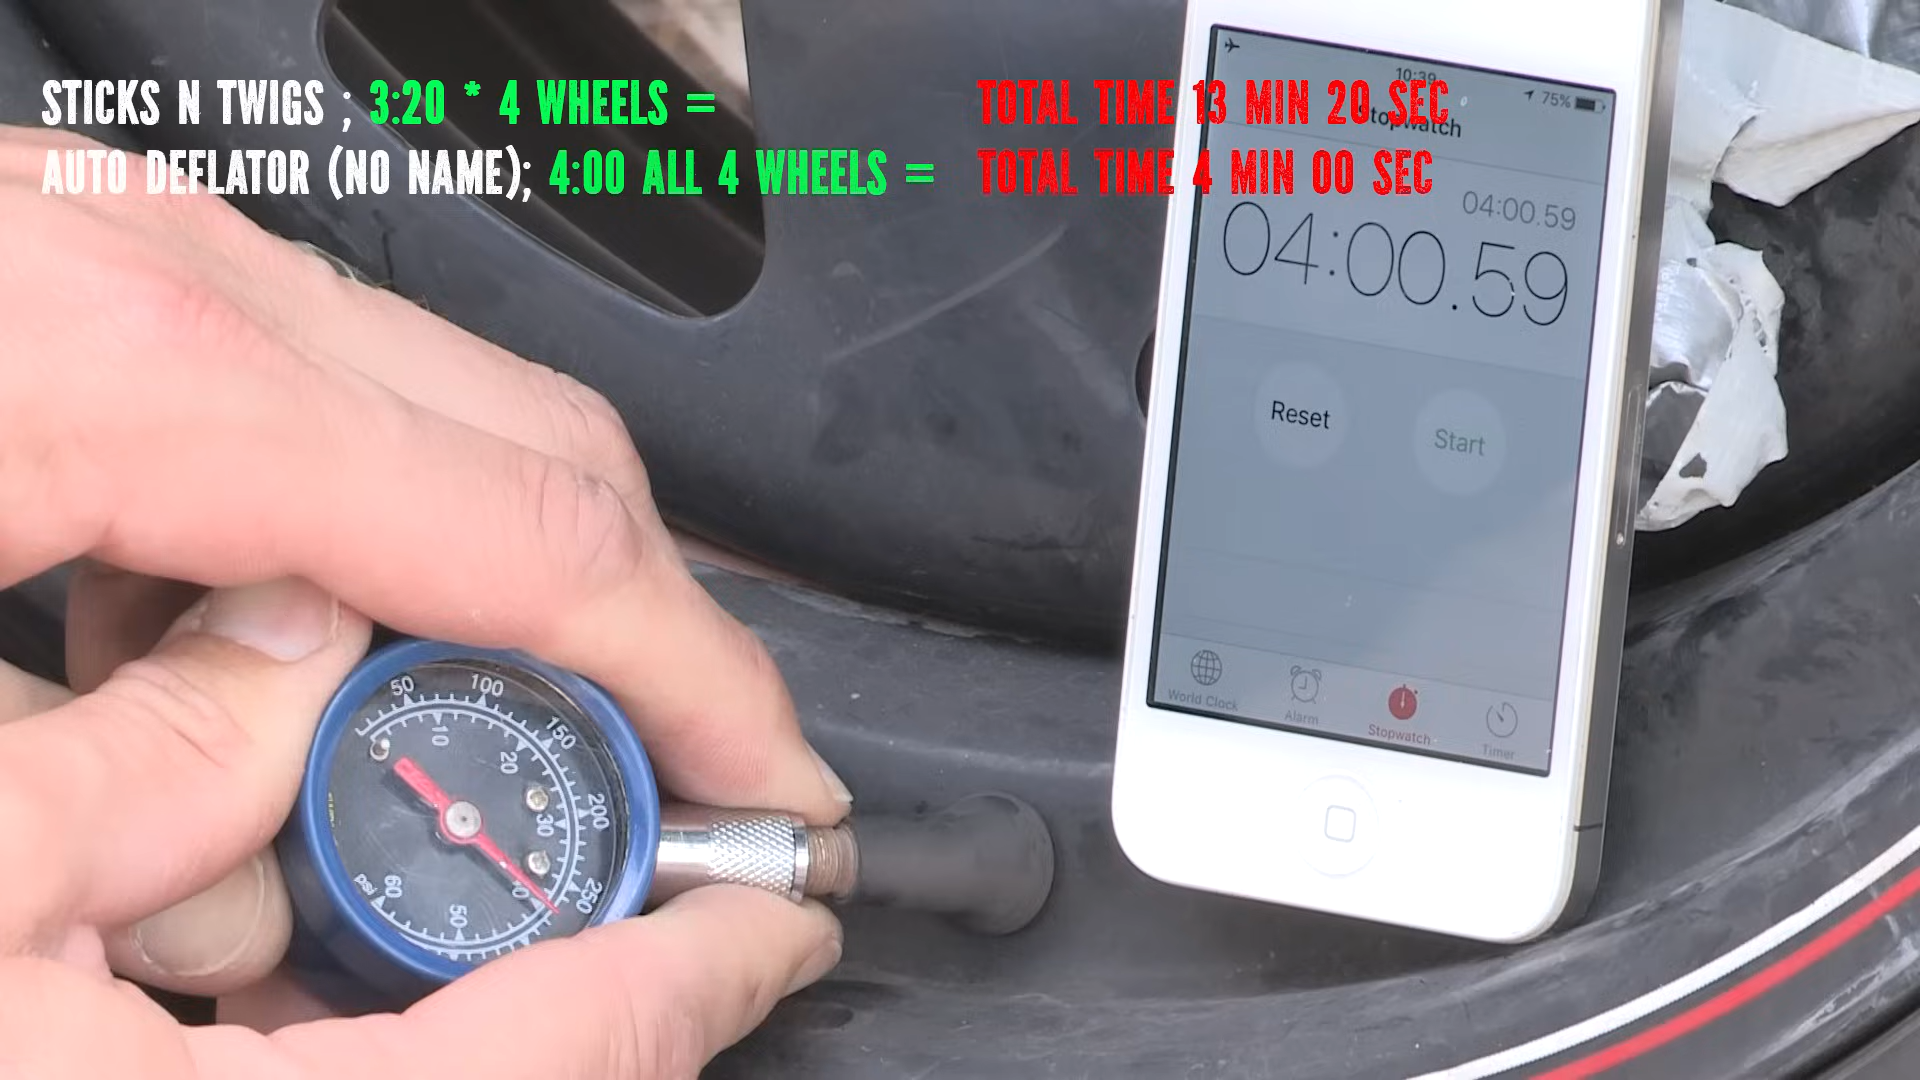 STICKS N TWIGS ; 3:20 * 4 WHEELS = TOTAL TIME 13 MIN 20 SEC
AUTO DEFLATOR (NO NAME); 4:00 ALL 4 WHEELS = TOTAL TIME 4 MIN 00 SEC
10:39
75%
Stopwatch
04:00.59
04:00.59
Reset Start
World Clock Alarm Stopwatch Timer
50 100 150 200 250
10 20 30 40 50 60
psi